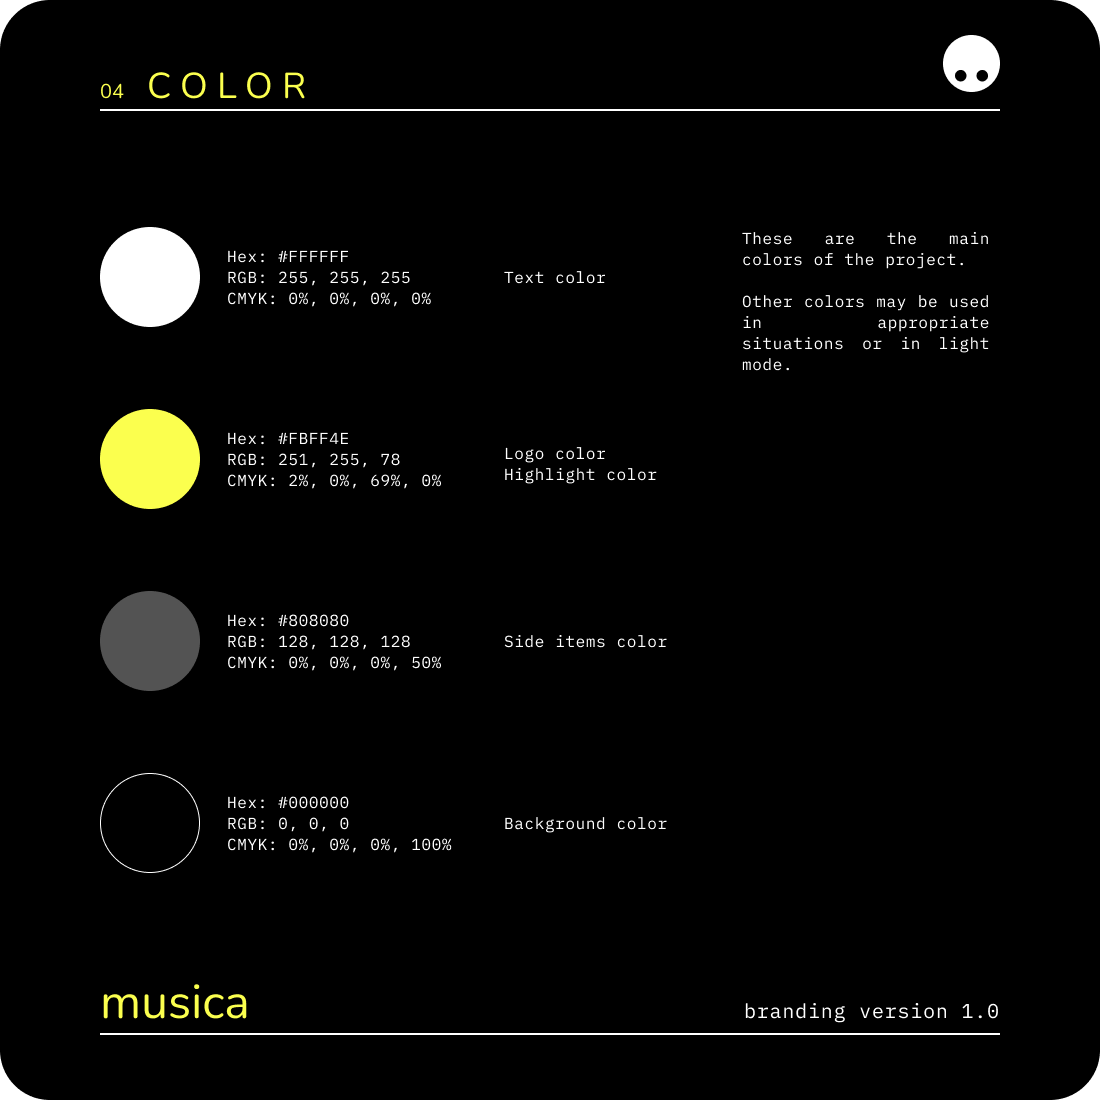 04 COLOR
Hex: #FFFFFF
RGB: 255, 255, 255
CMYK: 0%, 0%, 0%, 0%
Text color
These are the main
colors of the project.
Other colors may be used
in appropriate
situations or in light
mode.
Hex: #FBFF4E
RGB: 251, 255, 78
CMYK: 2%, 0%, 69%, 0%
Logo color
Highlight color
Hex: #808080
RGB: 128, 128, 128
CMYK: 0%, 0%, 0%, 50%
Side items color
Hex: #000000
RGB: 0, 0, 0
CMYK: 0%, 0%, 0%, 100%
Background color
musica
branding version 1.0